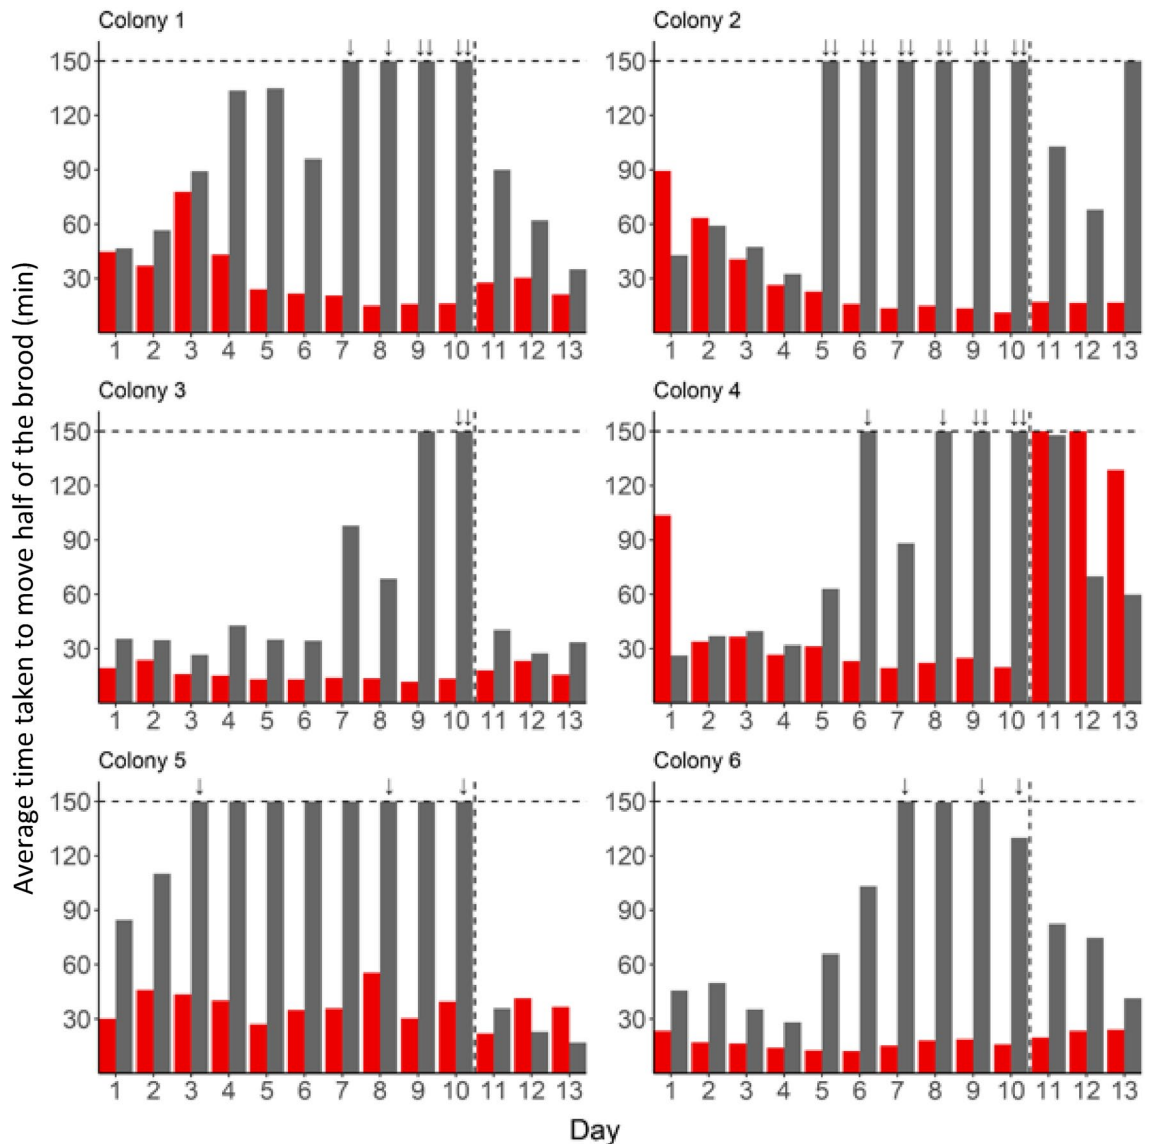 Colony 1
150
120
90
60
30
1 2 3 4 5 6 7 8 9 10 11 12 13
Colony 2
150
120
90
60
30
1 2 3 4 5 6 7 8 9 10 11 12 13
Colony 3
150
120
90
60
30
1 2 3 4 5 6 7 8 9 10 11 12 13
Colony 4
150
120
90
60
30
1 2 3 4 5 6 7 8 9 10 11 12 13
Colony 5
150
120
90
60
30
1 2 3 4 5 6 7 8 9 10 11 12 13
Colony 6
150
120
90
60
30
1 2 3 4 5 6 7 8 9 10 11 12 13
Average time taken to move half of the brood (min)
Day